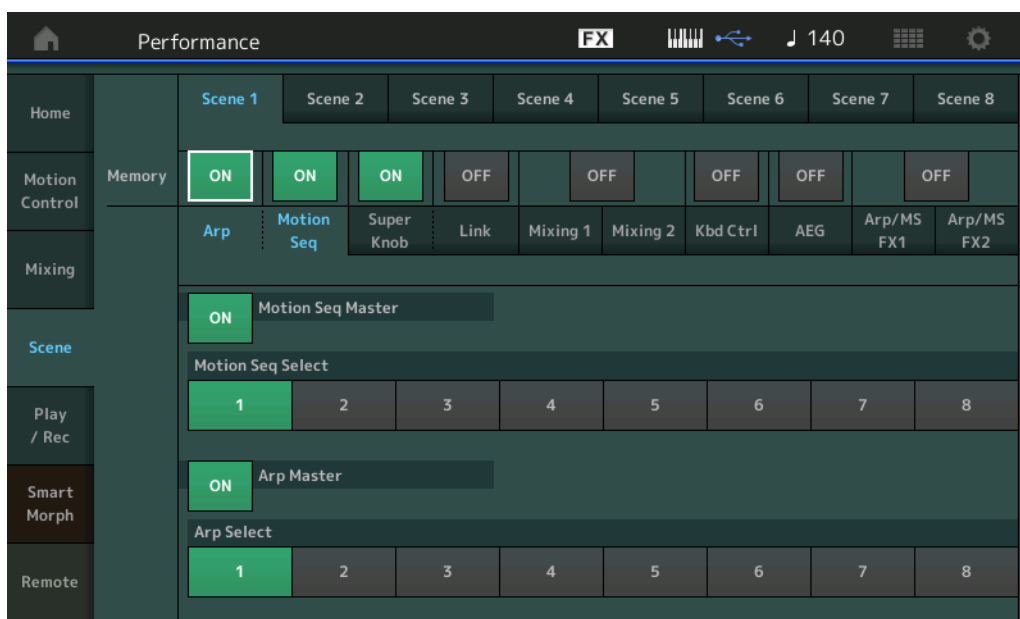 Performance FX 140
Home
Scene 1 Scene 2 Scene 3 Scene 4 Scene 5 Scene 6 Scene 7 Scene 8
Motion
Control
Memory ON ON ON OFF OFF OFF OFF OFF
Arp Motion
Seq Super
Knob Link Mixing 1 Mixing 2 Kbd Ctrl AEG Arp/MS
FX1 Arp/MS
FX2
Mixing
ON Motion Seq Master
Scene
Motion Seq Select
1 2 3 4 5 6 7 8
Play
/ Rec
ON Arp Master
Smart
Morph
Arp Select
1 2 3 4 5 6 7 8
Remote